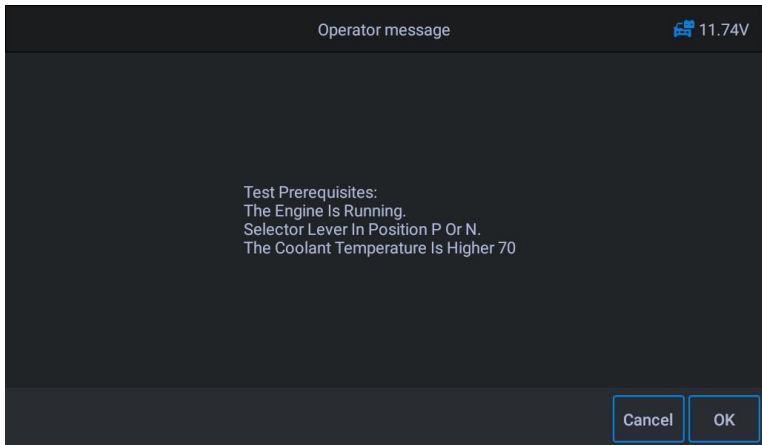 Operator message
11.74V
Test Prerequisites:
The Engine Is Running.
Selector Lever In Position P Or N.
The Coolant Temperature Is Higher 70
Cancel
OK